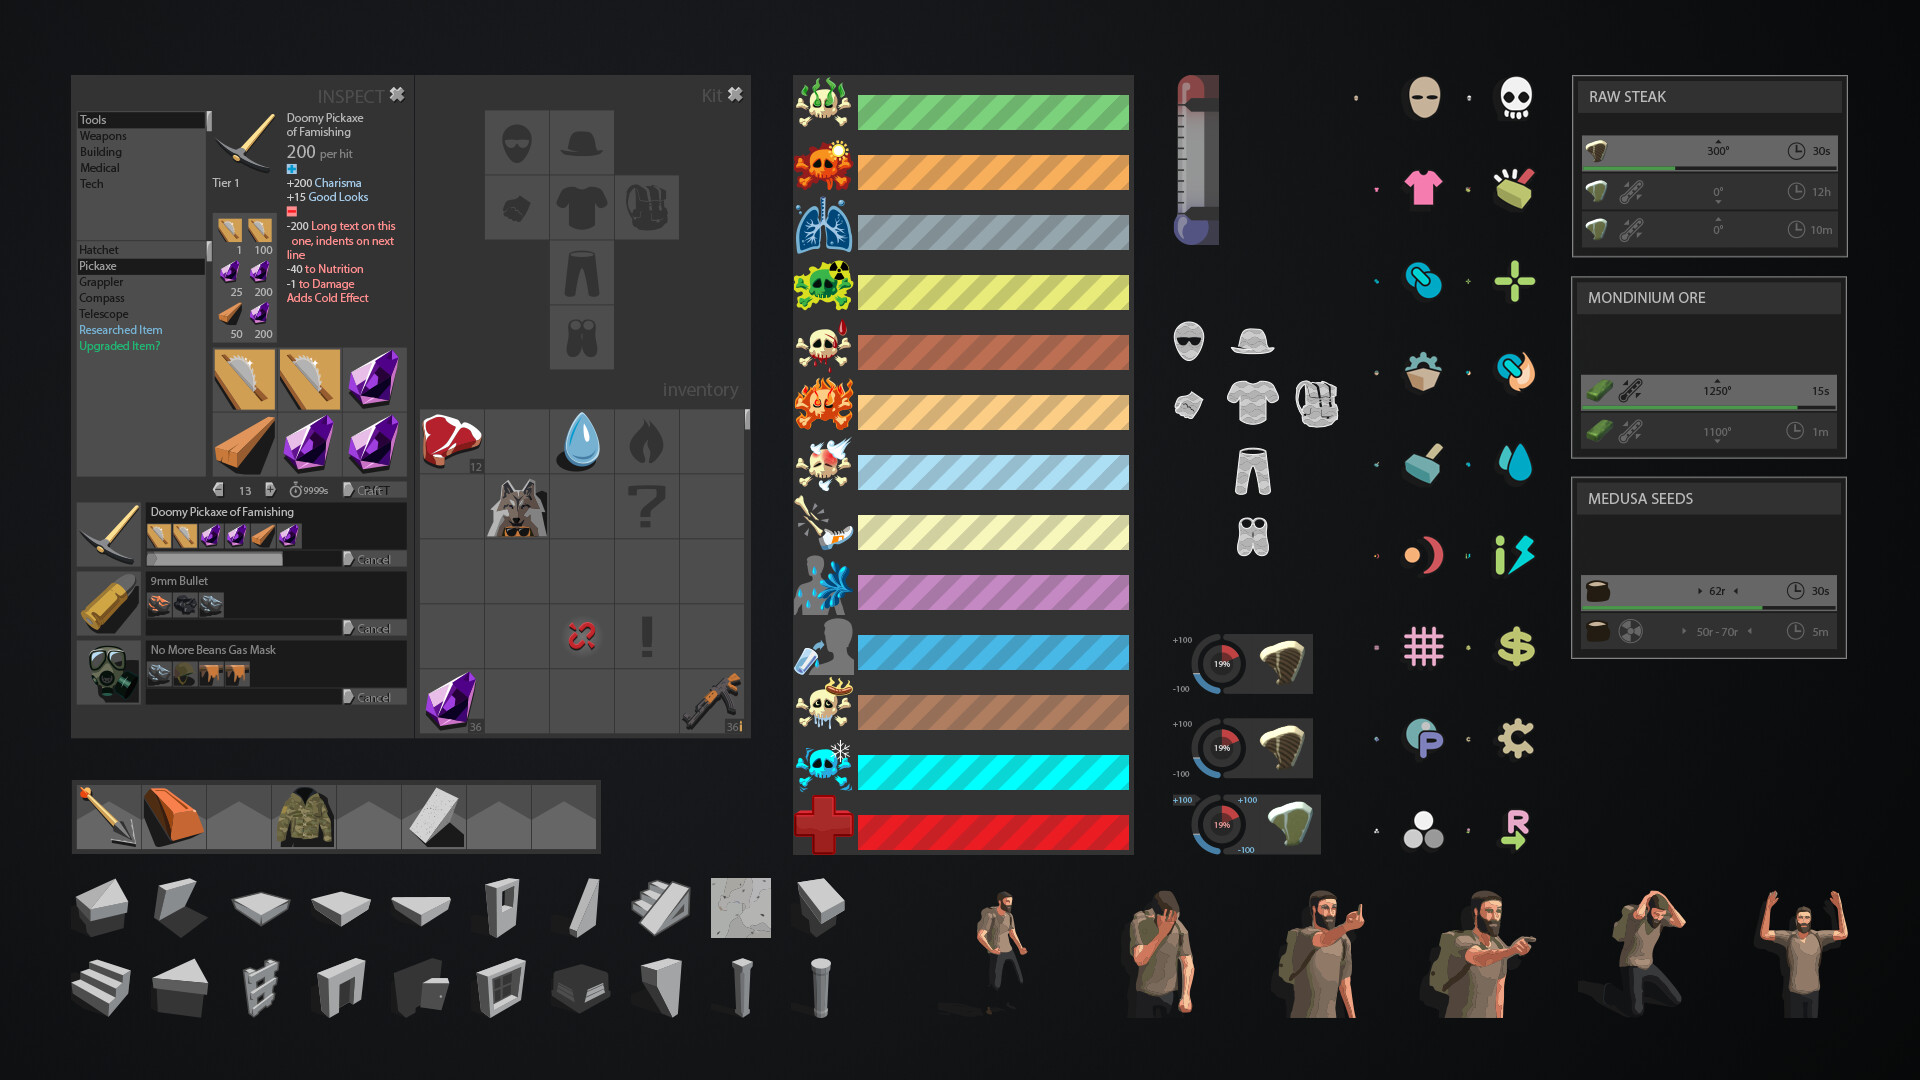 INSPECT
Tools
Weapons
Building
Medical
Tech
Hatchet
Pickaxe
Grappler
Compass
Telescope
Researched Item
Upgraded Item?
Tier 1
1 100
25 200
50 200
Doomy Pickaxe
of Famishing
200 per hit
+200 Charisma
+15 Good Looks
-200 Long text on this
one, indents on next
line
-40 to Nutrition
-1 to Damage
Adds Cold Effect
13
9999s
Craft
Doomy Pickaxe of Famishing
Cancel
9mm Bullet
Cancel
No More Beans Gas Mask
Cancel
Kit
inventory
12
?
!
36
36
+100
19%
-100
+100
19%
-100
+100
+100
19%
-100
P
R
RAW STEAK
300°
30s
0°
12h
0°
10m
MONDINIUM ORE
1250°
15s
1100°
1m
MEDUSA SEEDS
62r
30s
50r - 70r
5m